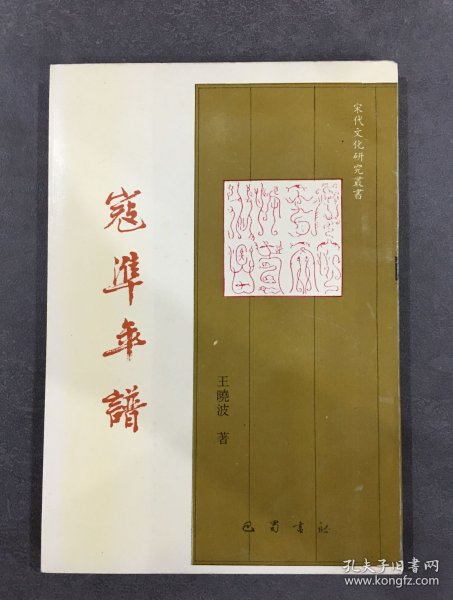 寇準年譜
宋代文化研究叢書
王曉波 著
巴蜀書社
孔夫子旧书网
www.kongfz.com